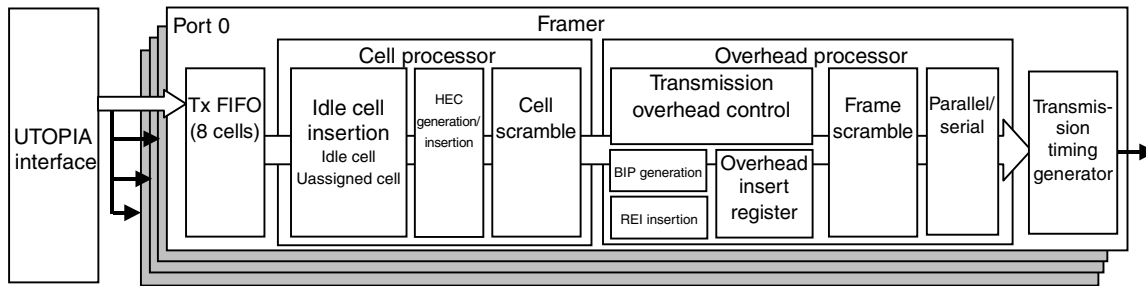 Port 0
Framer
Cell processor
Overhead processor
UTOPIA
interface
Tx FIFO
(8 cells)
Idle cell
insertion
Idle cell
Uassigned cell
HEC
generation/
insertion
Cell
scramble
Transmission
overhead control
BIP generation
REI insertion
Overhead
insert
register
Frame
scramble
Parallel/
serial
Transmis-
sion
timing
generator